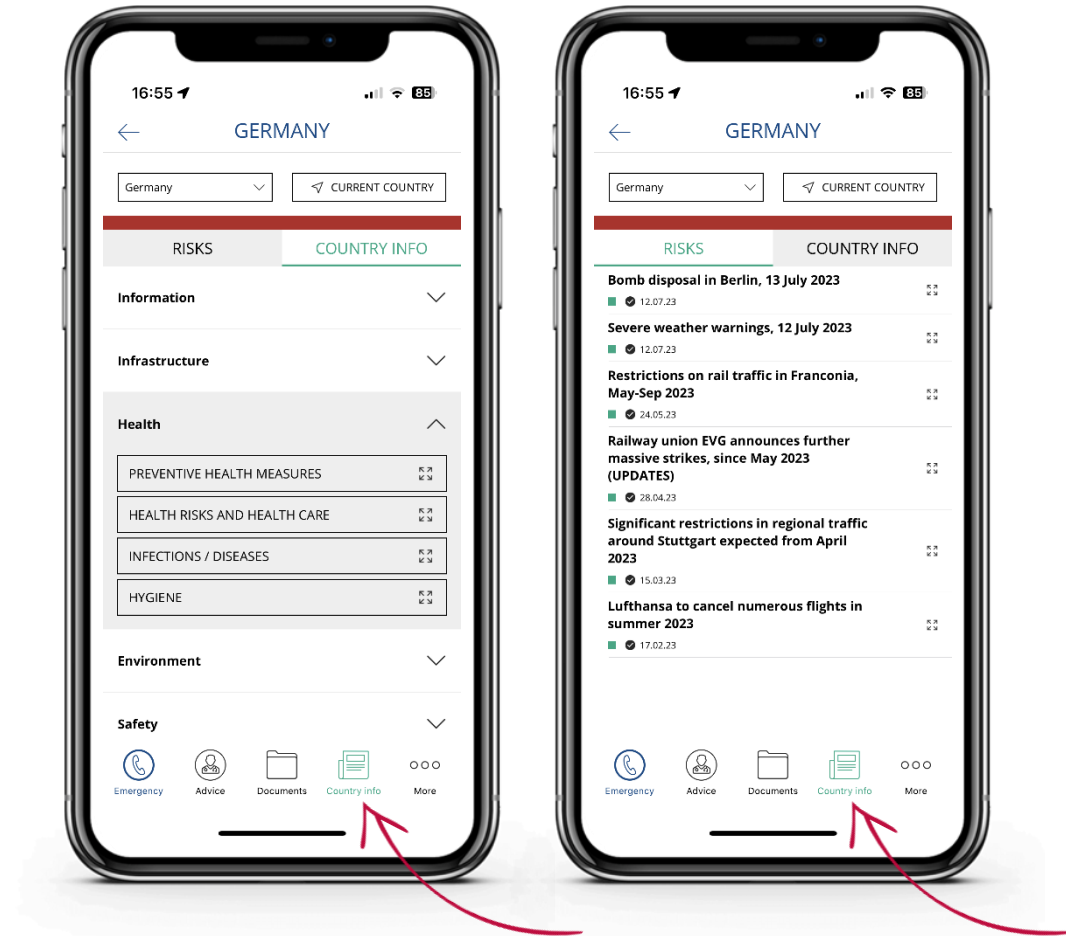 16:55
85
GERMANY
Germany
CURRENT COUNTRY
RISKS
COUNTRY INFO
Information
Infrastructure
Health
PREVENTIVE HEALTH MEASURES
HEALTH RISKS AND HEALTH CARE
INFECTIONS / DISEASES
HYGIENE
Environment
Safety
Emergency
Advice
Documents
Country info
More
16:55
85
GERMANY
Germany
CURRENT COUNTRY
RISKS
COUNTRY INFO
Bomb disposal in Berlin, 13 July 2023
12.07.23
Severe weather warnings, 12 July 2023
12.07.23
Restrictions on rail traffic in Franconia,
May-Sep 2023
24.05.23
Railway union EVG announces further
massive strikes, since May 2023
(UPDATES)
28.04.23
Significant restrictions in regional traffic
around Stuttgart expected from April
2023
15.03.23
Lufthansa to cancel numerous flights in
summer 2023
17.02.23
Emergency
Advice
Documents
Country info
More